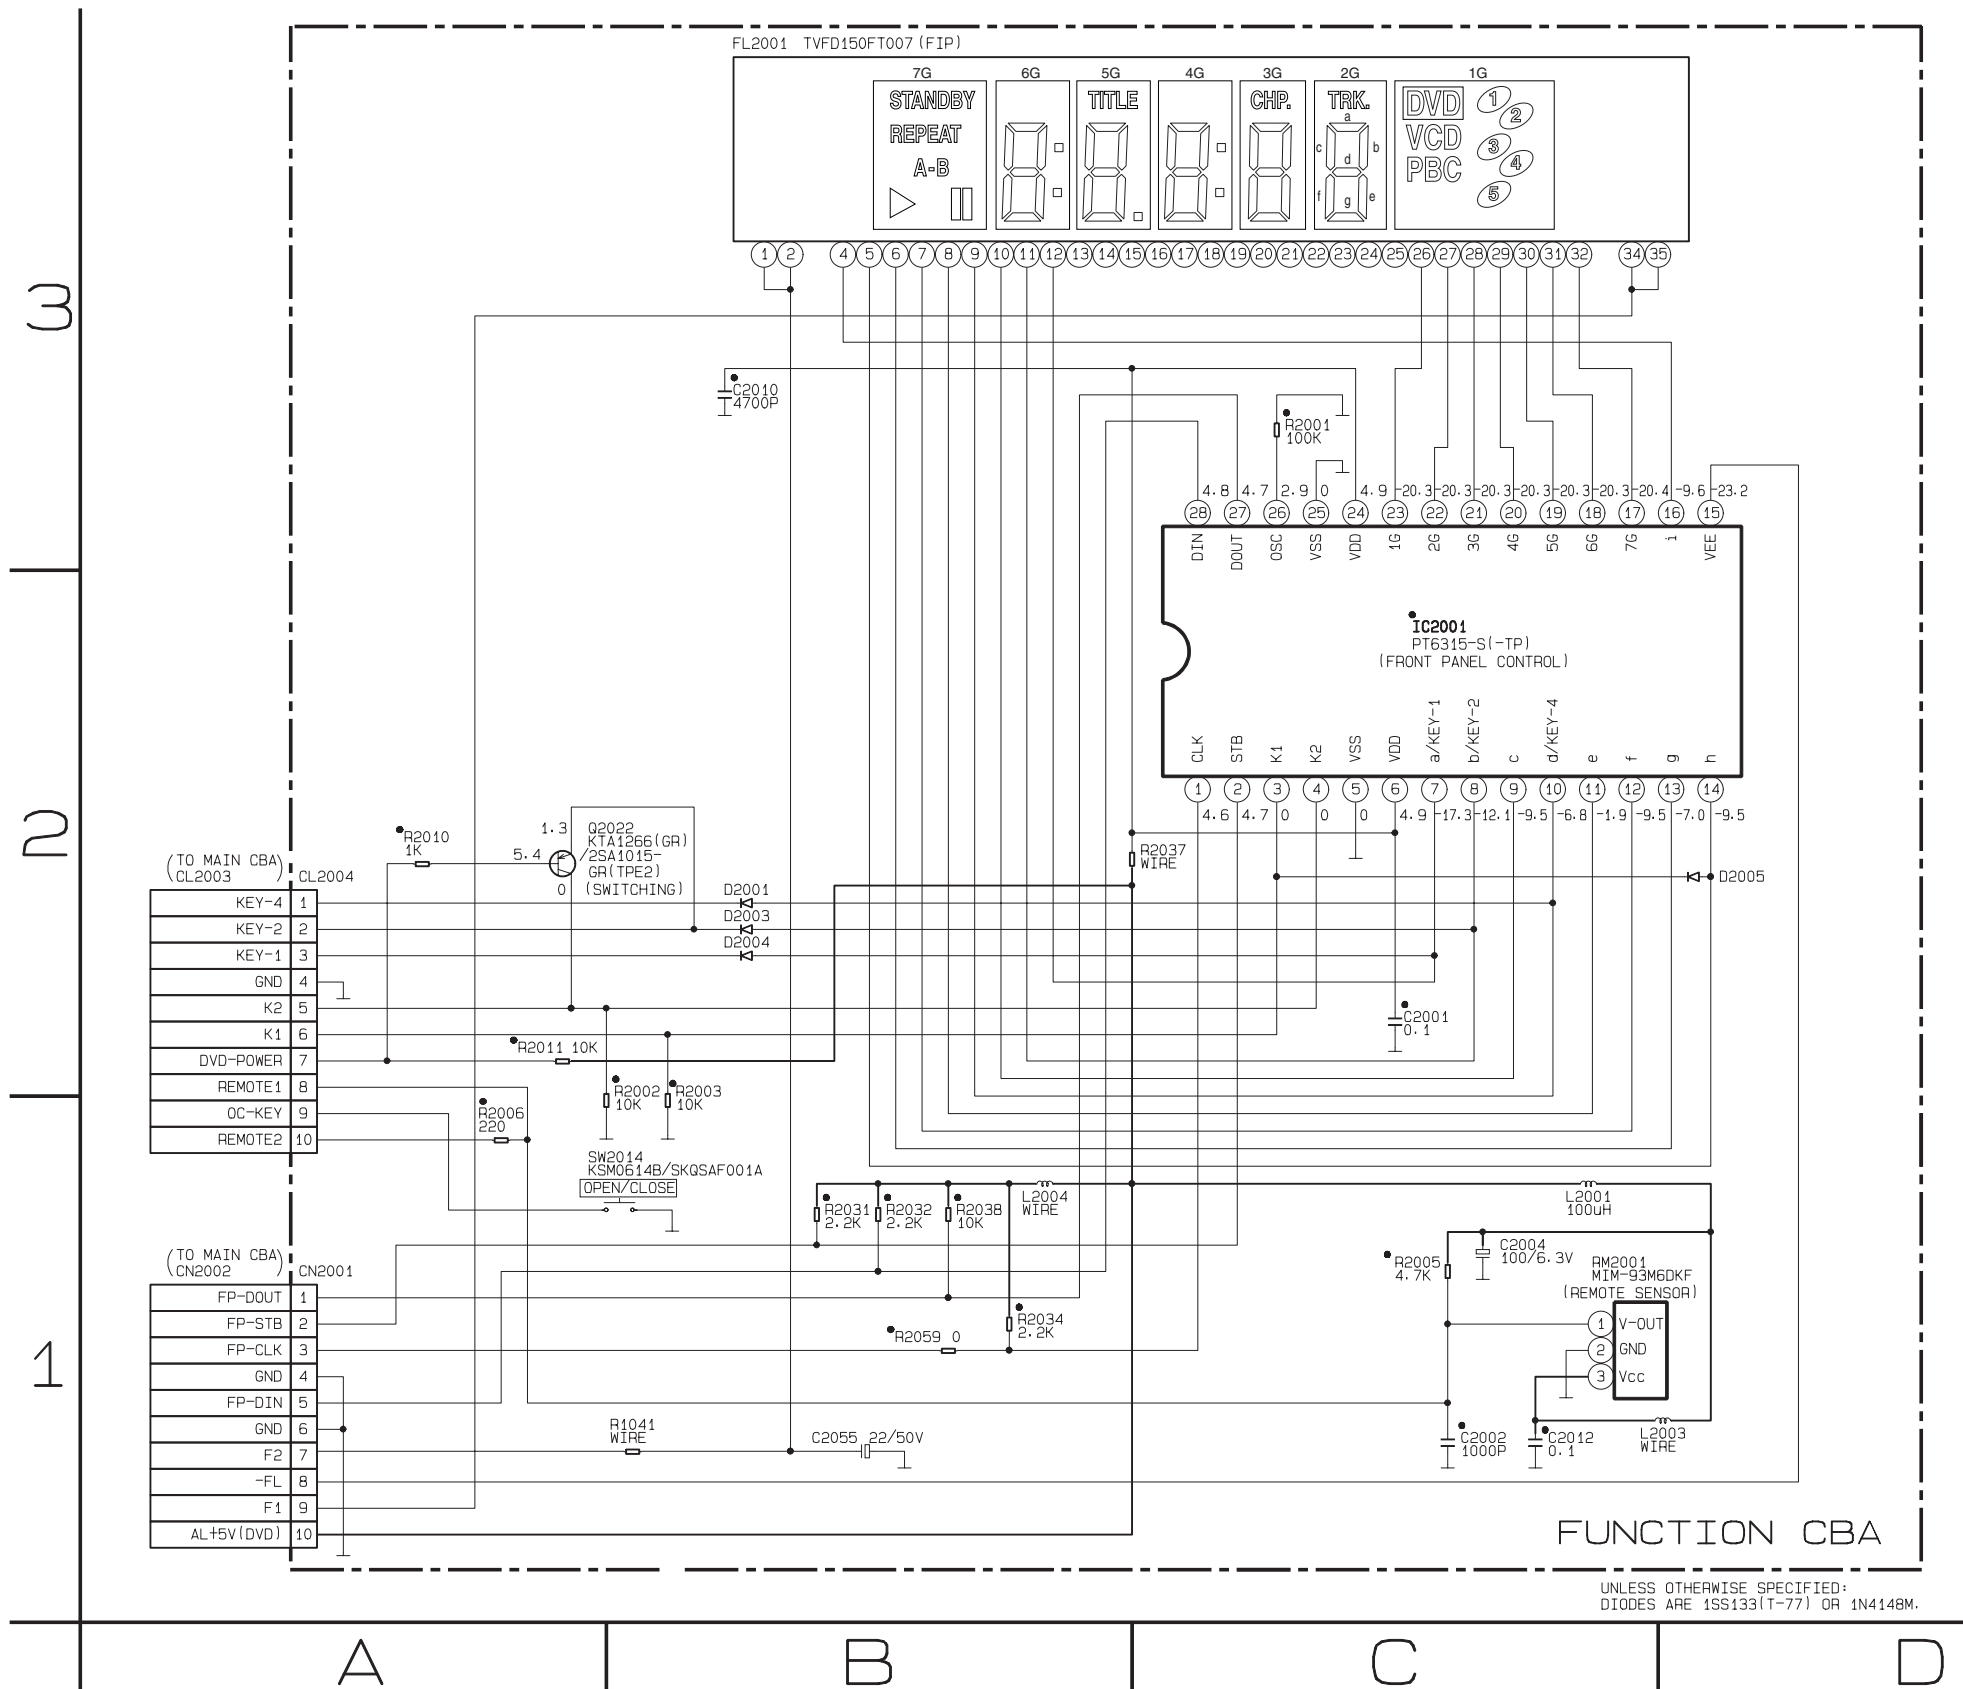 FL2001 TVFD150FT007(FIP)
7G 6G 5G 4G 3G 2G 1G
STANDBY TITLE CHP. TRK. DVD 1
REPEAT VCD 2
A-B PBC 3
4
5
a
c b
d
f e
g
1 2 4 5 6 7 8 9 10 11 12 13 14 15 16 17 18 19 20 21 22 23 24 25 26 27 28 29 30 31 32 34 35
3
C2010
4700P
R2001
100K
4.8 4.7 2.9 0 4.9 -20.3 -20.3 -20.3 -20.3 -20.3 -20.3 -20.4 -9.6 -23.2
28 27 26 25 24 23 22 21 20 19 18 17 16 15
DIN DOUT OSC VSS VDD 1G 2G 3G 4G 5G 6G 7G i VEE
IC2001
PT6315-S(-TP)
(FRONT PANEL CONTROL)
CLK STB K1 K2 VSS VDD a/KEY-1 b/KEY-2 c d/KEY-4 e f g h
1 2 3 4 5 6 7 8 9 10 11 12 13 14
4.6 4.7 0 0 0 4.9 -17.3 -12.1 -9.5 -6.8 -1.9 -9.5 -7.0 -9.5
2
R2010
1K
1.3
5.4
0
Q2022
KTA1266(GR)
/2SA1015-
GR(TPE2)
(SWITCHING)
R2037
WIRE
D2005
(TO MAIN CBA)
(CL2003 ) CL2004
KEY-4 1
KEY-2 2
KEY-1 3
GND 4
K2 5
K1 6
DVD-POWER 7
REMOTE1 8
OC-KEY 9
REMOTE2 10
D2001
D2003
D2004
C2001
0.1
R2011 10K
R2002
10K
R2003
10K
R2006
220
SW2014
KSM0614B/SKQSAF001A
OPEN/CLOSE
R2031
2.2K
R2032
2.2K
R2038
10K
L2004
WIRE
L2001
100uH
R2005
4.7K
C2004
100/6.3V
RM2001
MIM-93M6DKF
(REMOTE SENSOR)
1 V-OUT
2 GND
3 Vcc
1
(TO MAIN CBA)
(CN2002 ) CN2001
FP-DOUT 1
FP-STB 2
FP-CLK 3
GND 4
FP-DIN 5
GND 6
F2 7
-FL 8
F1 9
AL+5V(DVD) 10
R2034
2.2K
R2059 0
R1041
WIRE
C2055 22/50V
C2002
1000P
C2012
0.1
L2003
WIRE
FUNCTION CBA
UNLESS OTHERWISE SPECIFIED:
DIODES ARE 1SS133(T-77) OR 1N4148M.
A B C D